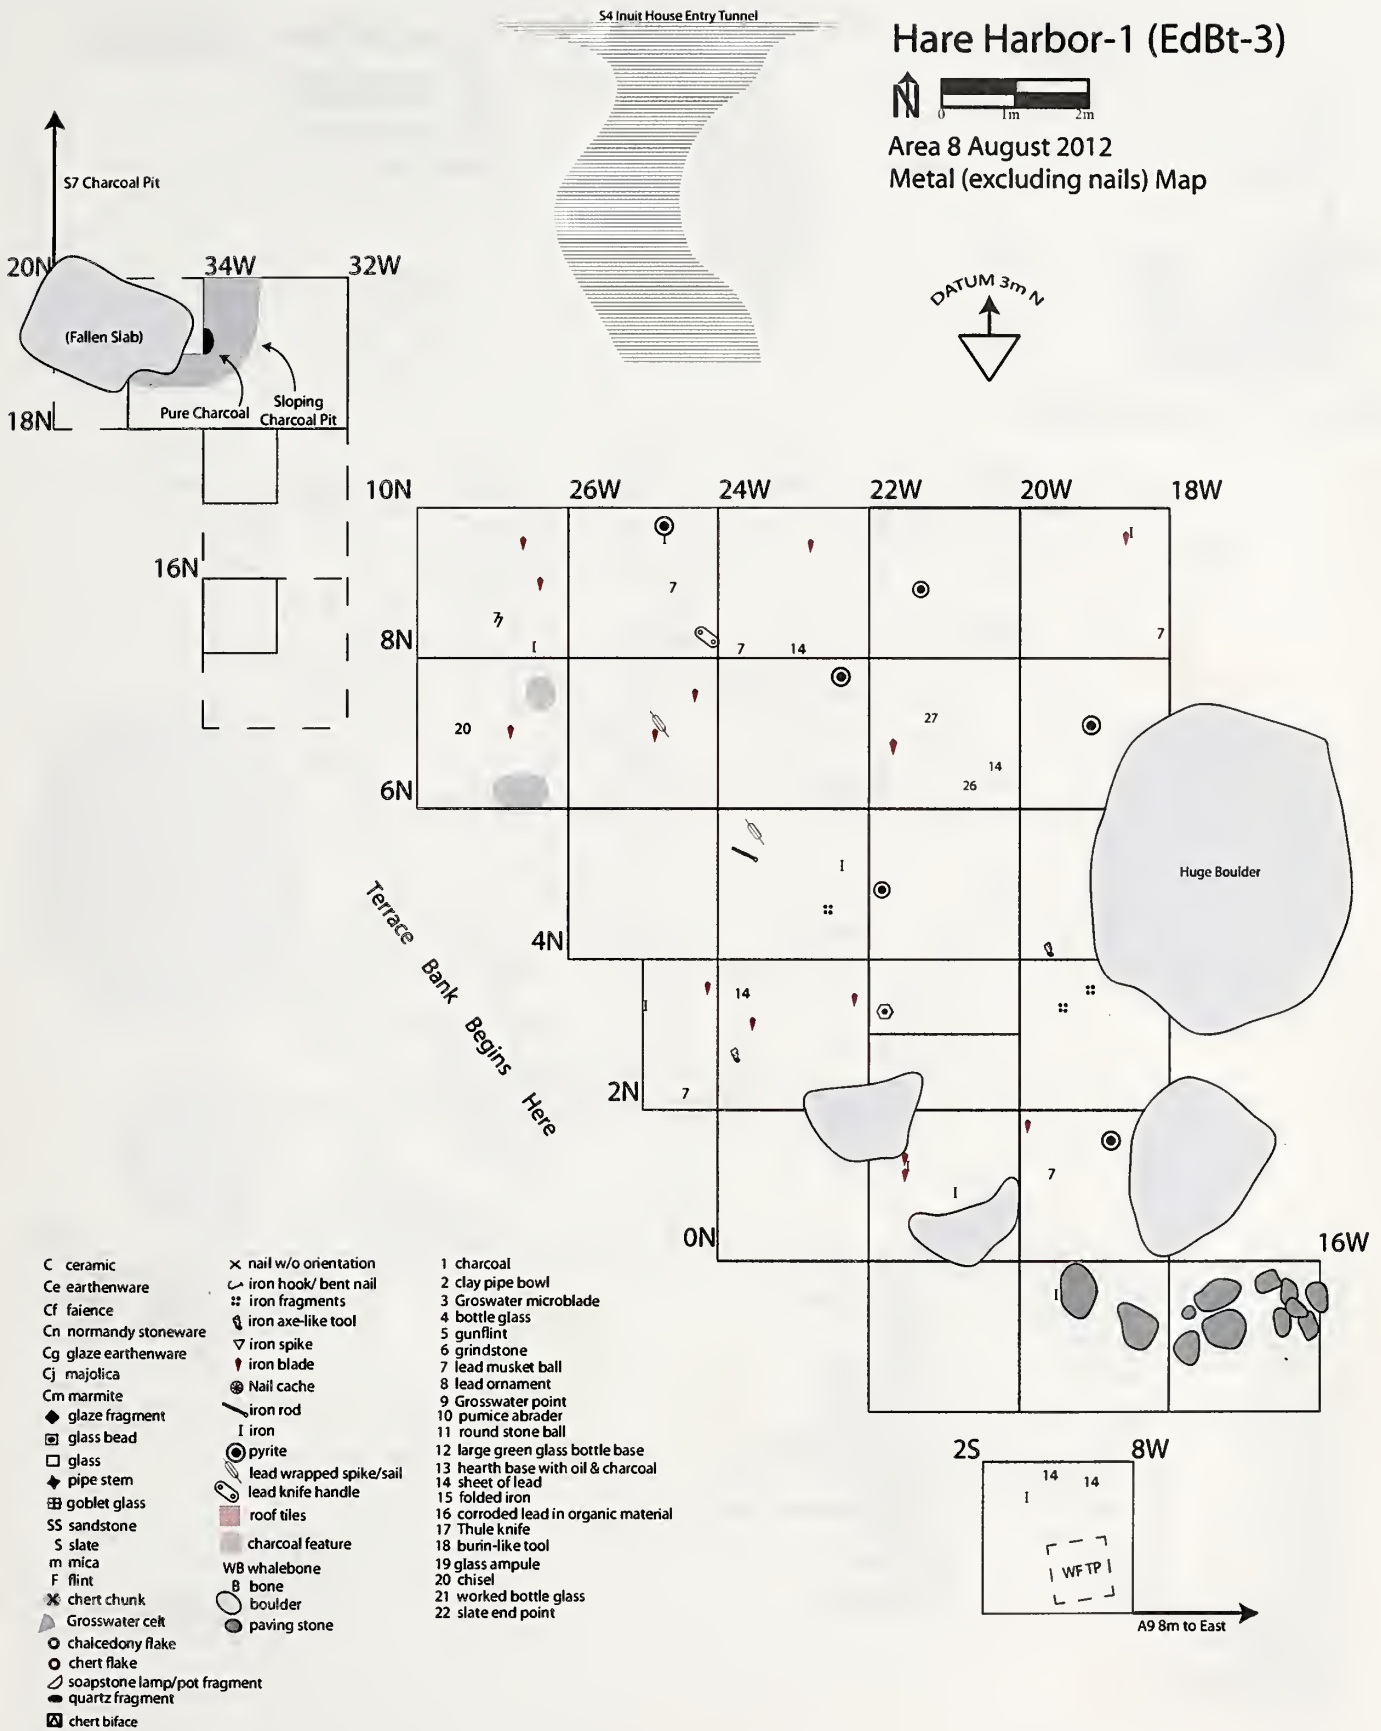 S4 Inuit House Entry Tunnel
Hare Harbor-1 (EdBt-3)
N
0 1m 2m
Area 8 August 2012
Metal (excluding nails) Map
S7 Charcoal Pit
DATUM 3m N
20N 34W 32W
(Fallen Slab)
Pure Charcoal
Sloping
Charcoal Pit
18N
16N
10N 26W 24W 22W 20W 18W
I
I
7
7
7
I
7
8N
7 14
20
27
14
26
6N
Huge Boulder
I
4N
Terrace Bank Begins Here
14
I
7
2N
7
I
I
0N
16W
I
2S 8W
14 14
I
WF TP
A9 8m to East
C ceramic
Ce earthenware
Cf faience
Cn normandy stoneware
Cg glaze earthenware
Cj majolica
Cm marmite
glaze fragment
glass bead
glass
pipe stem
goblet glass
SS sandstone
S slate
m mica
F flint
chert chunk
Grosswater celt
chalcedony flake
chert flake
soapstone lamp/pot fragment
quartz fragment
chert biface
nail w/o orientation
iron hook/ bent nail
iron fragments
iron axe-like tool
iron spike
iron blade
Nail cache
iron rod
I iron
pyrite
lead wrapped spike/sail
lead knife handle
roof tiles
charcoal feature
WB whalebone
B bone
boulder
paving stone
1 charcoal
2 clay pipe bowl
3 Groswater microblade
4 bottle glass
5 gunflint
6 grindstone
7 lead musket ball
8 lead ornament
9 Grosswater point
10 pumice abrader
11 round stone ball
12 large green glass bottle base
13 hearth base with oil & charcoal
14 sheet of lead
15 folded iron
16 corroded lead in organic material
17 Thule knife
18 burin-like tool
19 glass ampule
20 chisel
21 worked bottle glass
22 slate end point